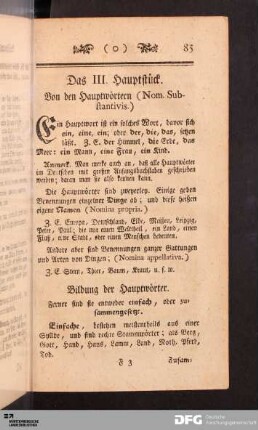 ( O ) 83
Das III. Hauptstück.
Von den Hauptwörtern (Nom. Sub-
stantivis.)
Ein Hauptwort ist ein solches Wort, davor sich
ein, eine, ein; oder der, die, das, setzen
läßt. Z. E. der Himmel, die Erde, das
Meer: ein Mann, eine Frau, ein Kind.
Anmerk. Man merke auch an, daß alle Hauptwörter
im Deutschen mit großen Anfangsbuchstaben geschrieben
werden; daran man sie also kennen kann.
Die Hauptwörter sind zweyerley. Einige geben
Benennungen einzelner Dinge ab; und diese heißen
eigene Namen (Nomina propria.)
Z. E. Europa, Deutschland, Elbe, Meißen, Leipzig,
Peter, Paul; die nur einen Welttheil, ein Land, einen
Fluß, eine Stadt, oder einen Menschen bedeuten.
Andere aber sind Benennungen ganzer Gattungen
und Arten von Dingen; (Nomina appellativa.)
Z. E. Stein, Thier, Baum, Kraut, u. s. w.
Bildung der Hauptwörter.
Ferner sind sie entweder einfach, oder zu-
sammengesetzt.
Einfache, bestehen meistentheils aus einer
Syllbe, und sind rechte Stammwörter; als Berg,
Gott, Hand, Haus, Lamm, Land, Noth, Pferd,
Tod.
F 3 Zusam-
DFG Deutsche
Forschungsgemeinschaft